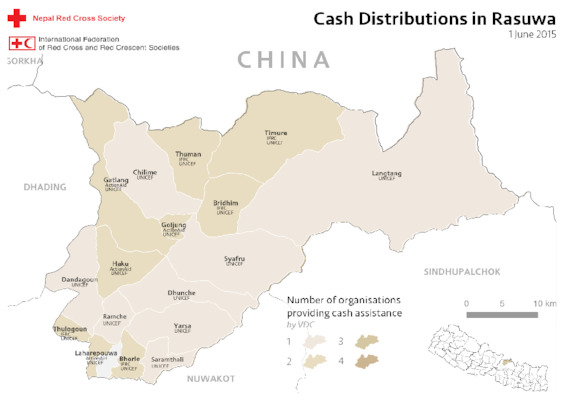 Nepal Red Cross Society
Cash Distributions in Rasuwa
1 June 2015
International Federation
of Red Cross and Red Crescent Societies
GORKHA
CHINA
Timure
IFRC
UNICEF
Thuman
IFRC
UNICEF
Chilime
UNICEF
Gatlang
ActionAid
UNICEF
Langtang
UNICEF
DHADING
Bridhim
IFRC
UNICEF
Goljung
ActionAid
UNICEF
Haku
ActionAid
UNICEF
Syafru
UNICEF
SINDHUPALCHOK
Dandagoun
UNICEF
Dhunche
UNICEF
Number of organisations
providing cash assistance
by VDC
0 5 10 km
Ramche
UNICEF
Yarsa
UNICEF
Thulogoun
IFRC
UNICEF
1 3
2 4
Laharepouwa
UNICEF
Bhorle
IFRC
UNICEF
Saramthali
UNICEF
NUWAKOT